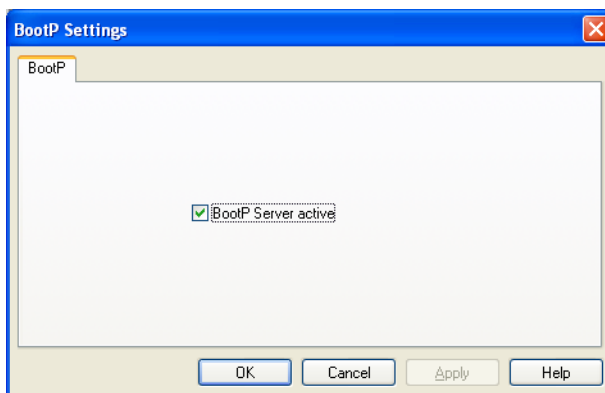 BootP Settings
BootP
BootP Server active
OK Cancel Apply Help